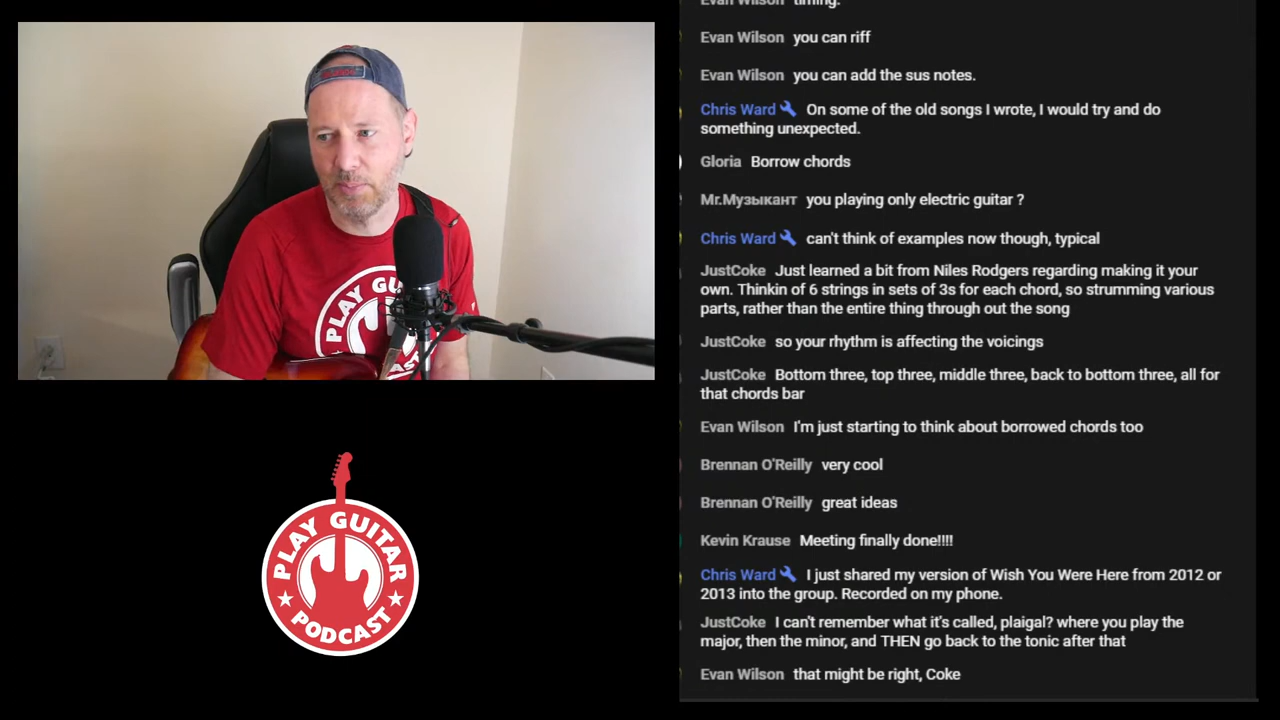 Evan Wilson timing.
Evan Wilson you can riff
Evan Wilson you can add the sus notes.
Chris Ward On some of the old songs I wrote, I would try and do
something unexpected.
Gloria Borrow chords
Mr.Музыкант you playing only electric guitar ?
Chris Ward can't think of examples now though, typical
JustCoke Just learned a bit from Niles Rodgers regarding making it your
own. Thinkin of 6 strings in sets of 3s for each chord, so strumming various
parts, rather than the entire thing through out the song
JustCoke so your rhythm is affecting the voicings
JustCoke Bottom three, top three, middle three, back to bottom three, all for
that chords bar
Evan Wilson I'm just starting to think about borrowed chords too
Brennan O'Reilly very cool
Brennan O'Reilly great ideas
Kevin Krause Meeting finally done!!!!
Chris Ward I just shared my version of Wish You Were Here from 2012 or
2013 into the group. Recorded on my phone.
JustCoke I can't remember what it's called, plaigal? where you play the
major, then the minor, and THEN go back to the tonic after that
Evan Wilson that might be right, Coke
PLAY GUITAR
PODCAST